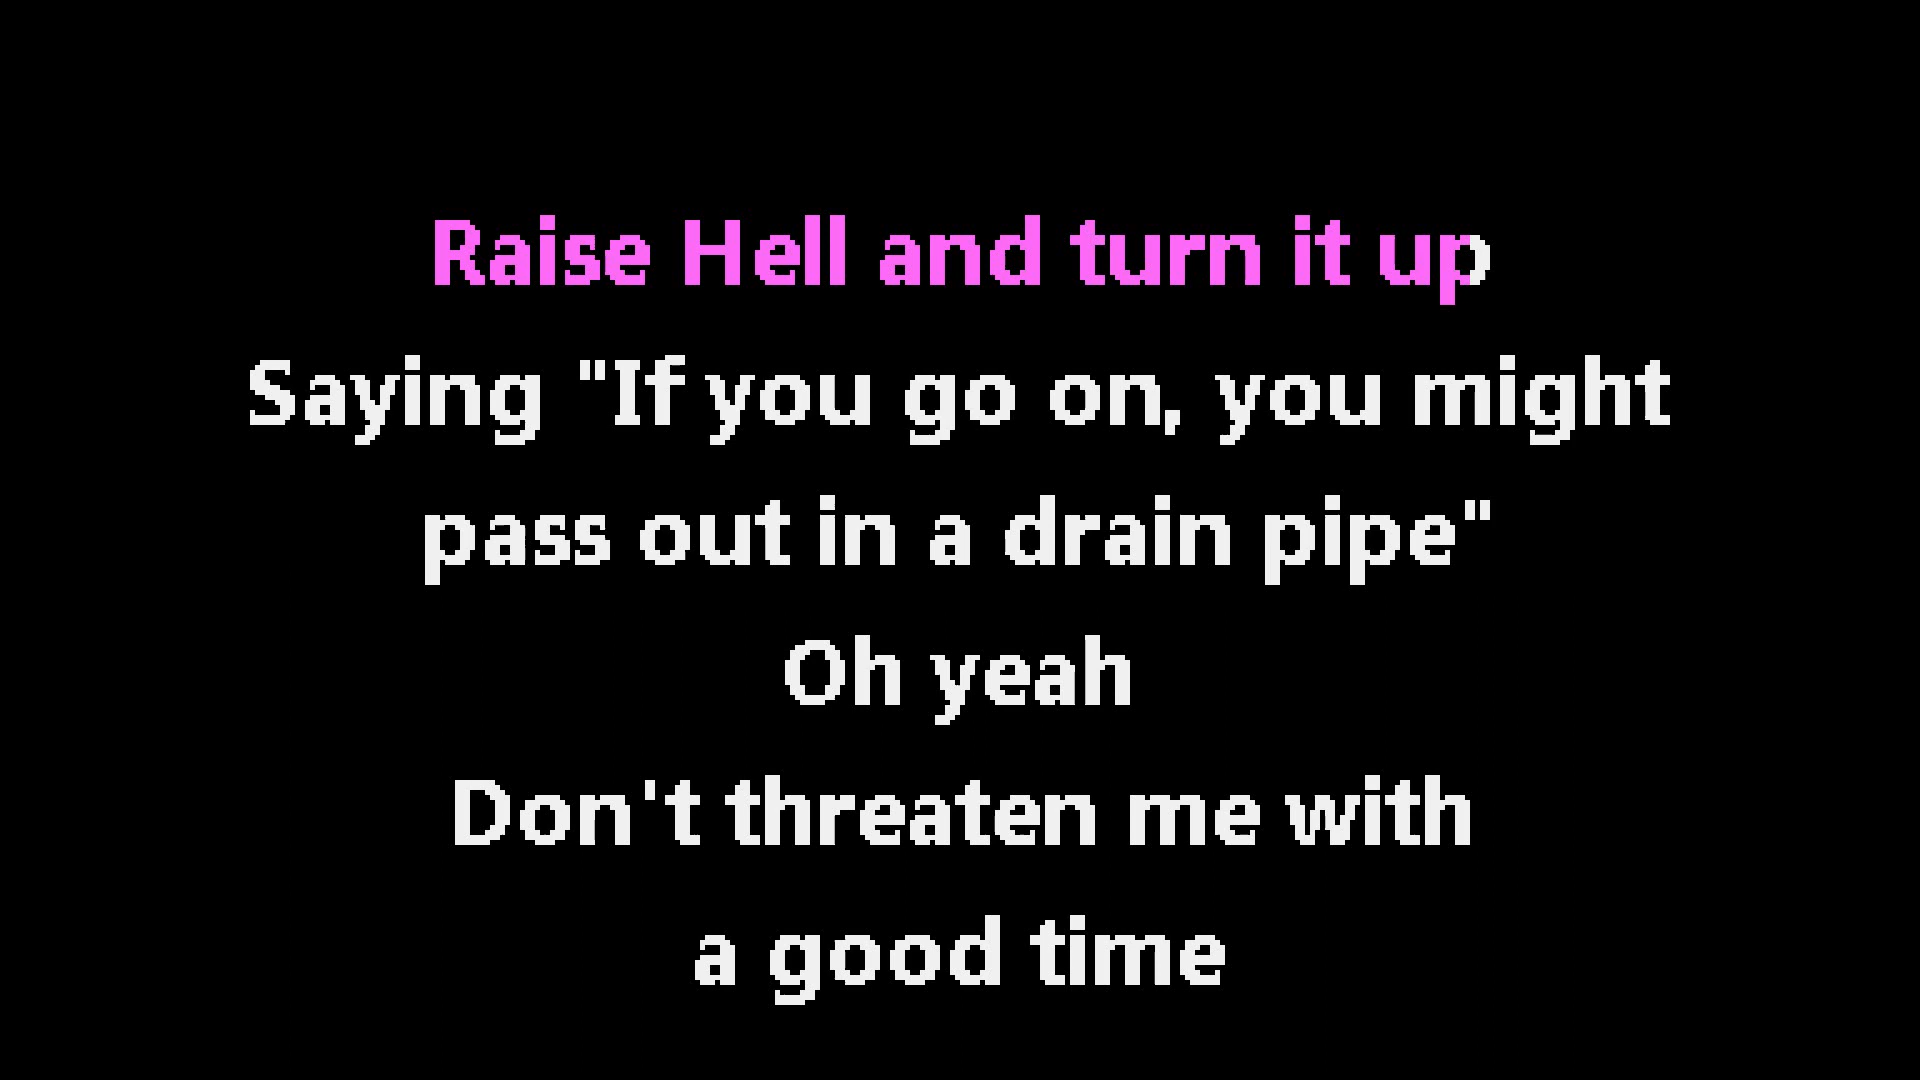 Raise Hell and turn it up
Saying "If you go on, you might
pass out in a drain pipe"
Oh yeah
Don't threaten me with
a good time